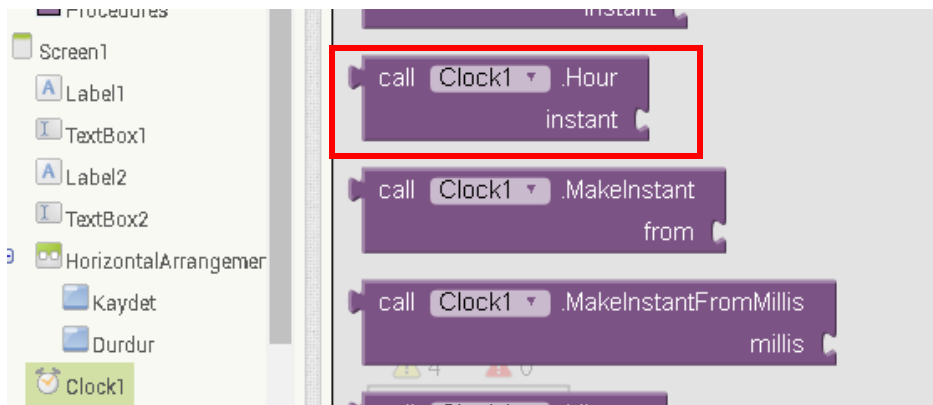 Procedures
Screen1
Label1
TextBox1
Label2
TextBox2
HorizontalArrangemer
Kaydet
Durdur
Clock1
instant
call Clock1 .Hour
instant
call Clock1 .MakeInstant
from
call Clock1 .MakeInstantFromMillis
millis
4
0